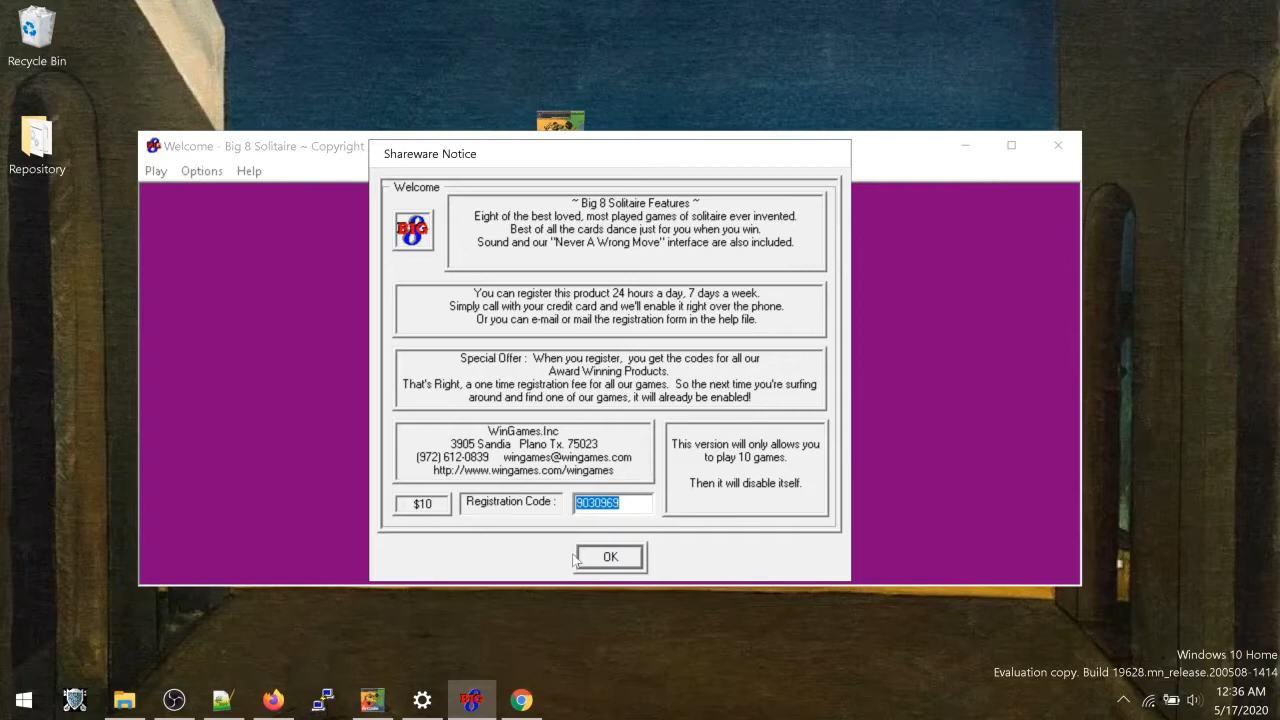 Recycle Bin
Repository
Welcome - Big 8 Solitaire ~ Copyright
Play Options Help
Shareware Notice
Welcome
BIG 8
~ Big 8 Solitaire Features ~
Eight of the best loved, most played games of solitaire ever invented.
Best of all the cards dance just for you when you win.
Sound and our "Never A Wrong Move" interface are also included.
You can register this product 24 hours a day, 7 days a week.
Simply call with your credit card and we'll enable it right over the phone.
Or you can e-mail or mail the registration form in the help file.
Special Offer : When you register, you get the codes for all our
Award Winning Products.
That's Right, a one time registration fee for all our games. So the next time you're surfing
around and find one of our games, it will already be enabled!
WinGames.Inc
3905 Sandia Plano Tx. 75023
(972) 612-0839 wingames@wingames.com
http://www.wingames.com/wingames
This version will only allows you
to play 10 games.
Then it will disable itself.
$10
Registration Code :
9030969
OK
Windows 10 Home
Evaluation copy. Build 19628.mn_release.200508-1414
12:36 AM
5/17/2020